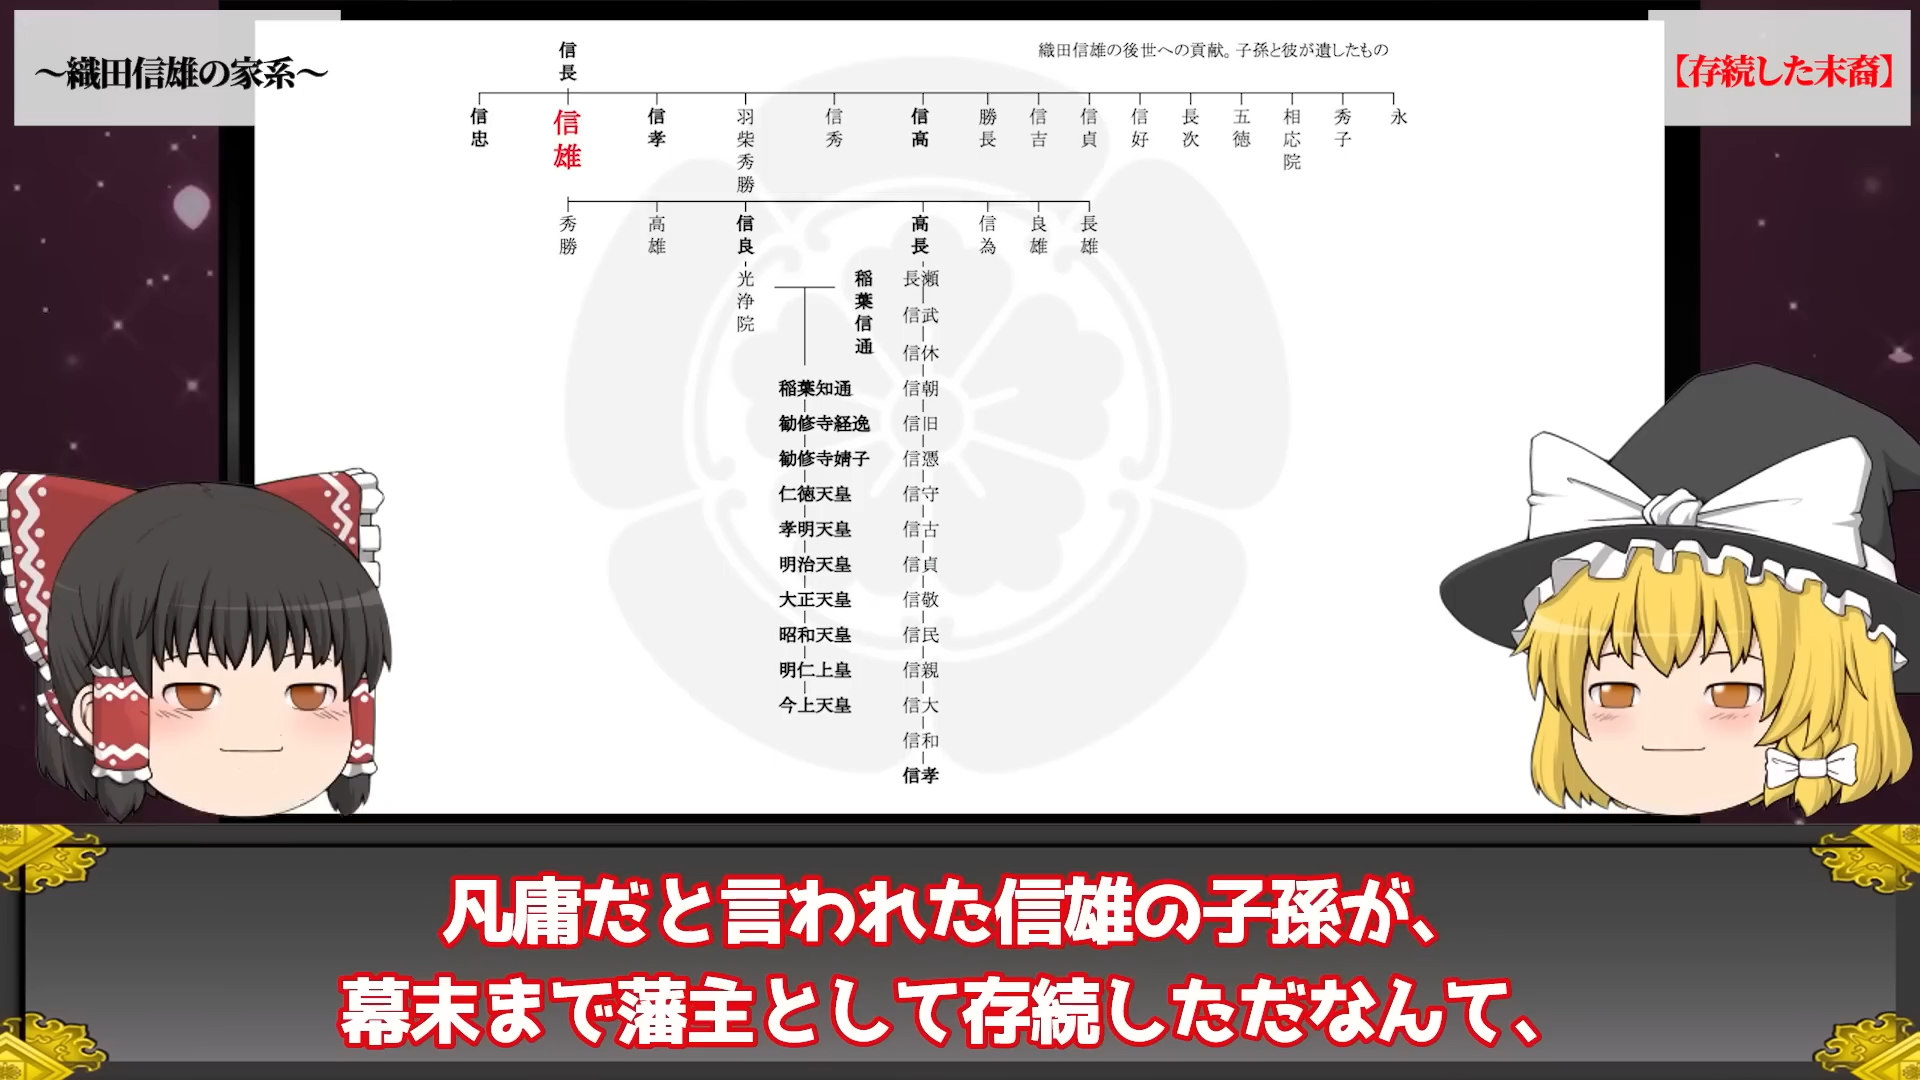 ～織田信雄の家系～
織田信雄の後世への貢献。子孫と彼が遺したもの
【存続した末裔】
信長
信忠
信雄
信孝
羽柴秀勝
信秀
信高
勝長
信吉
信貞
信好
長次
五徳
相応院
秀子
永
秀勝
高雄
信良
高長
信為
良雄
長雄
光浄院
稲葉信通
稲葉知通
勧修寺経逸
勧修寺婧子
仁徳天皇
孝明天皇
明治天皇
大正天皇
昭和天皇
明仁上皇
今上天皇
長瀬
信武
信休
信朝
信旧
信憑
信守
信古
信貞
信敬
信民
信親
信大
信和
信孝
凡庸だと言われた信雄の子孫が、
幕末まで藩主として存続しただなんて、